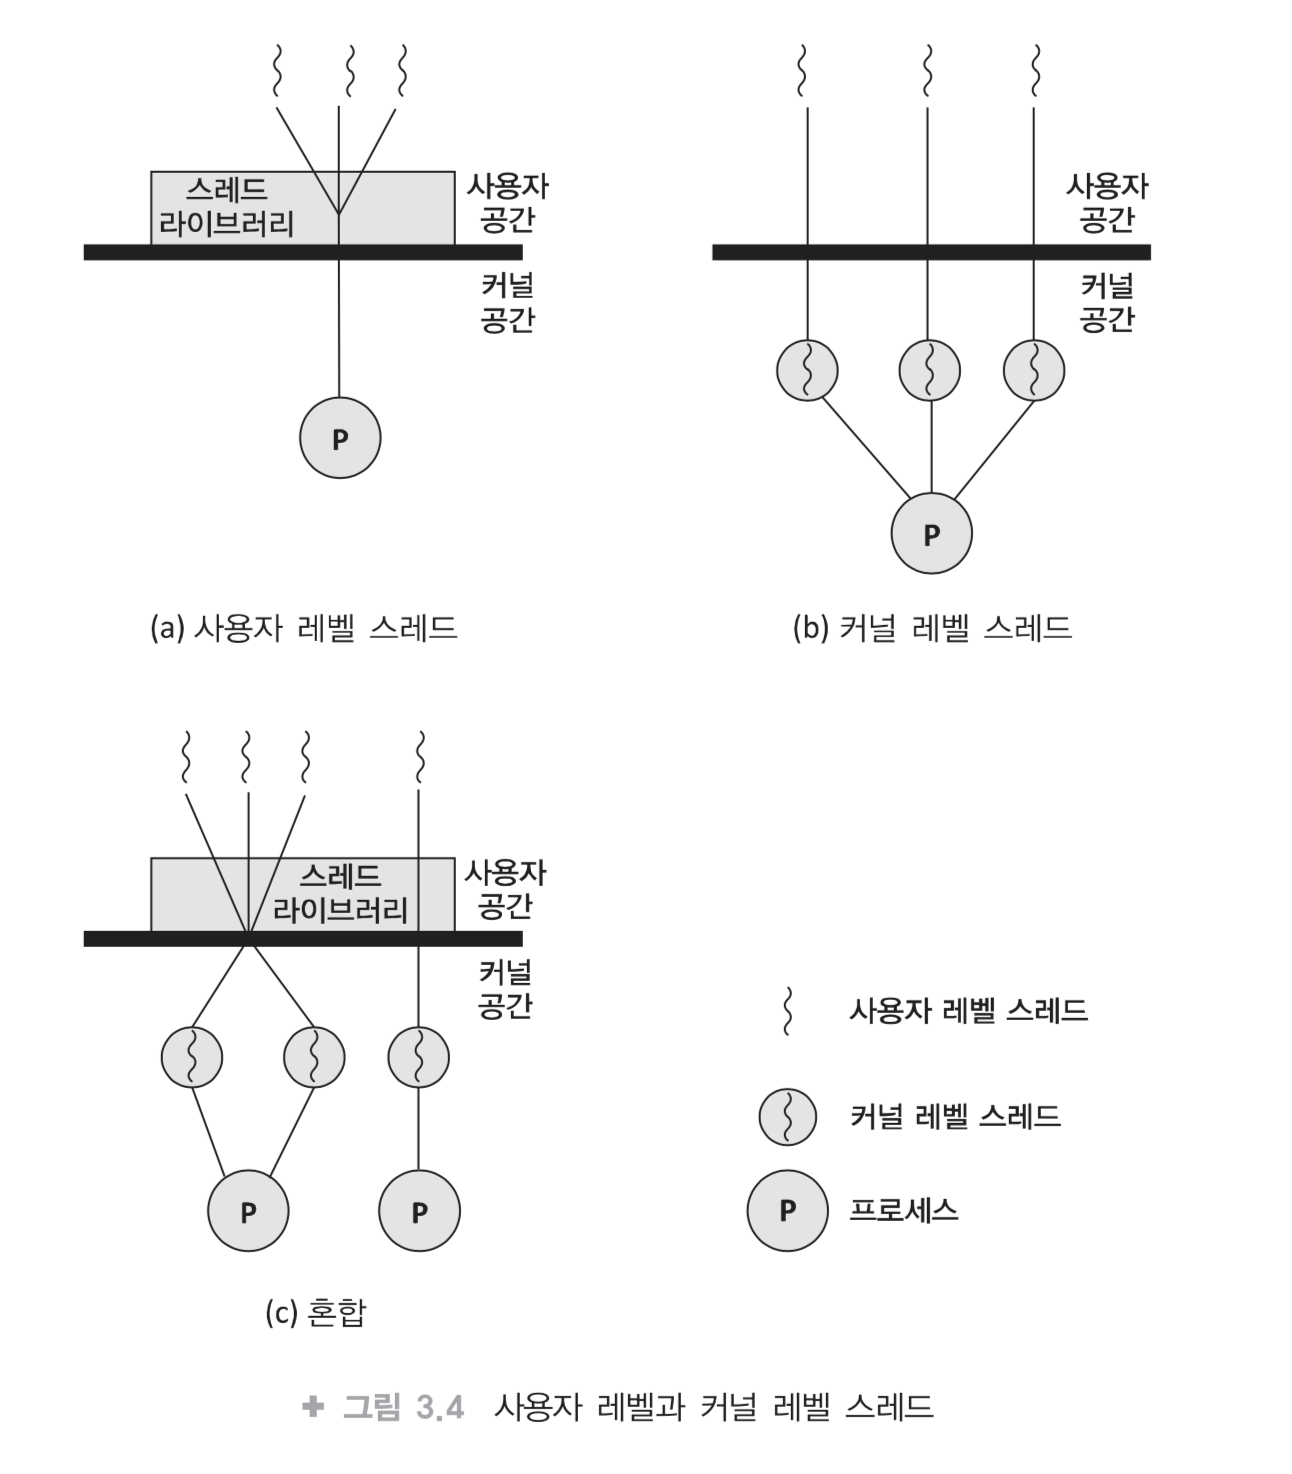 스레드
라이브러리
사용자
공간
커널
공간
P
(a) 사용자 레벨 스레드
사용자
공간
커널
공간
P
(b) 커널 레벨 스레드
스레드
라이브러리
사용자
공간
커널
공간
P
P
(c) 혼합
사용자 레벨 스레드
커널 레벨 스레드
P 프로세스
✚ 그림 3.4 사용자 레벨과 커널 레벨 스레드